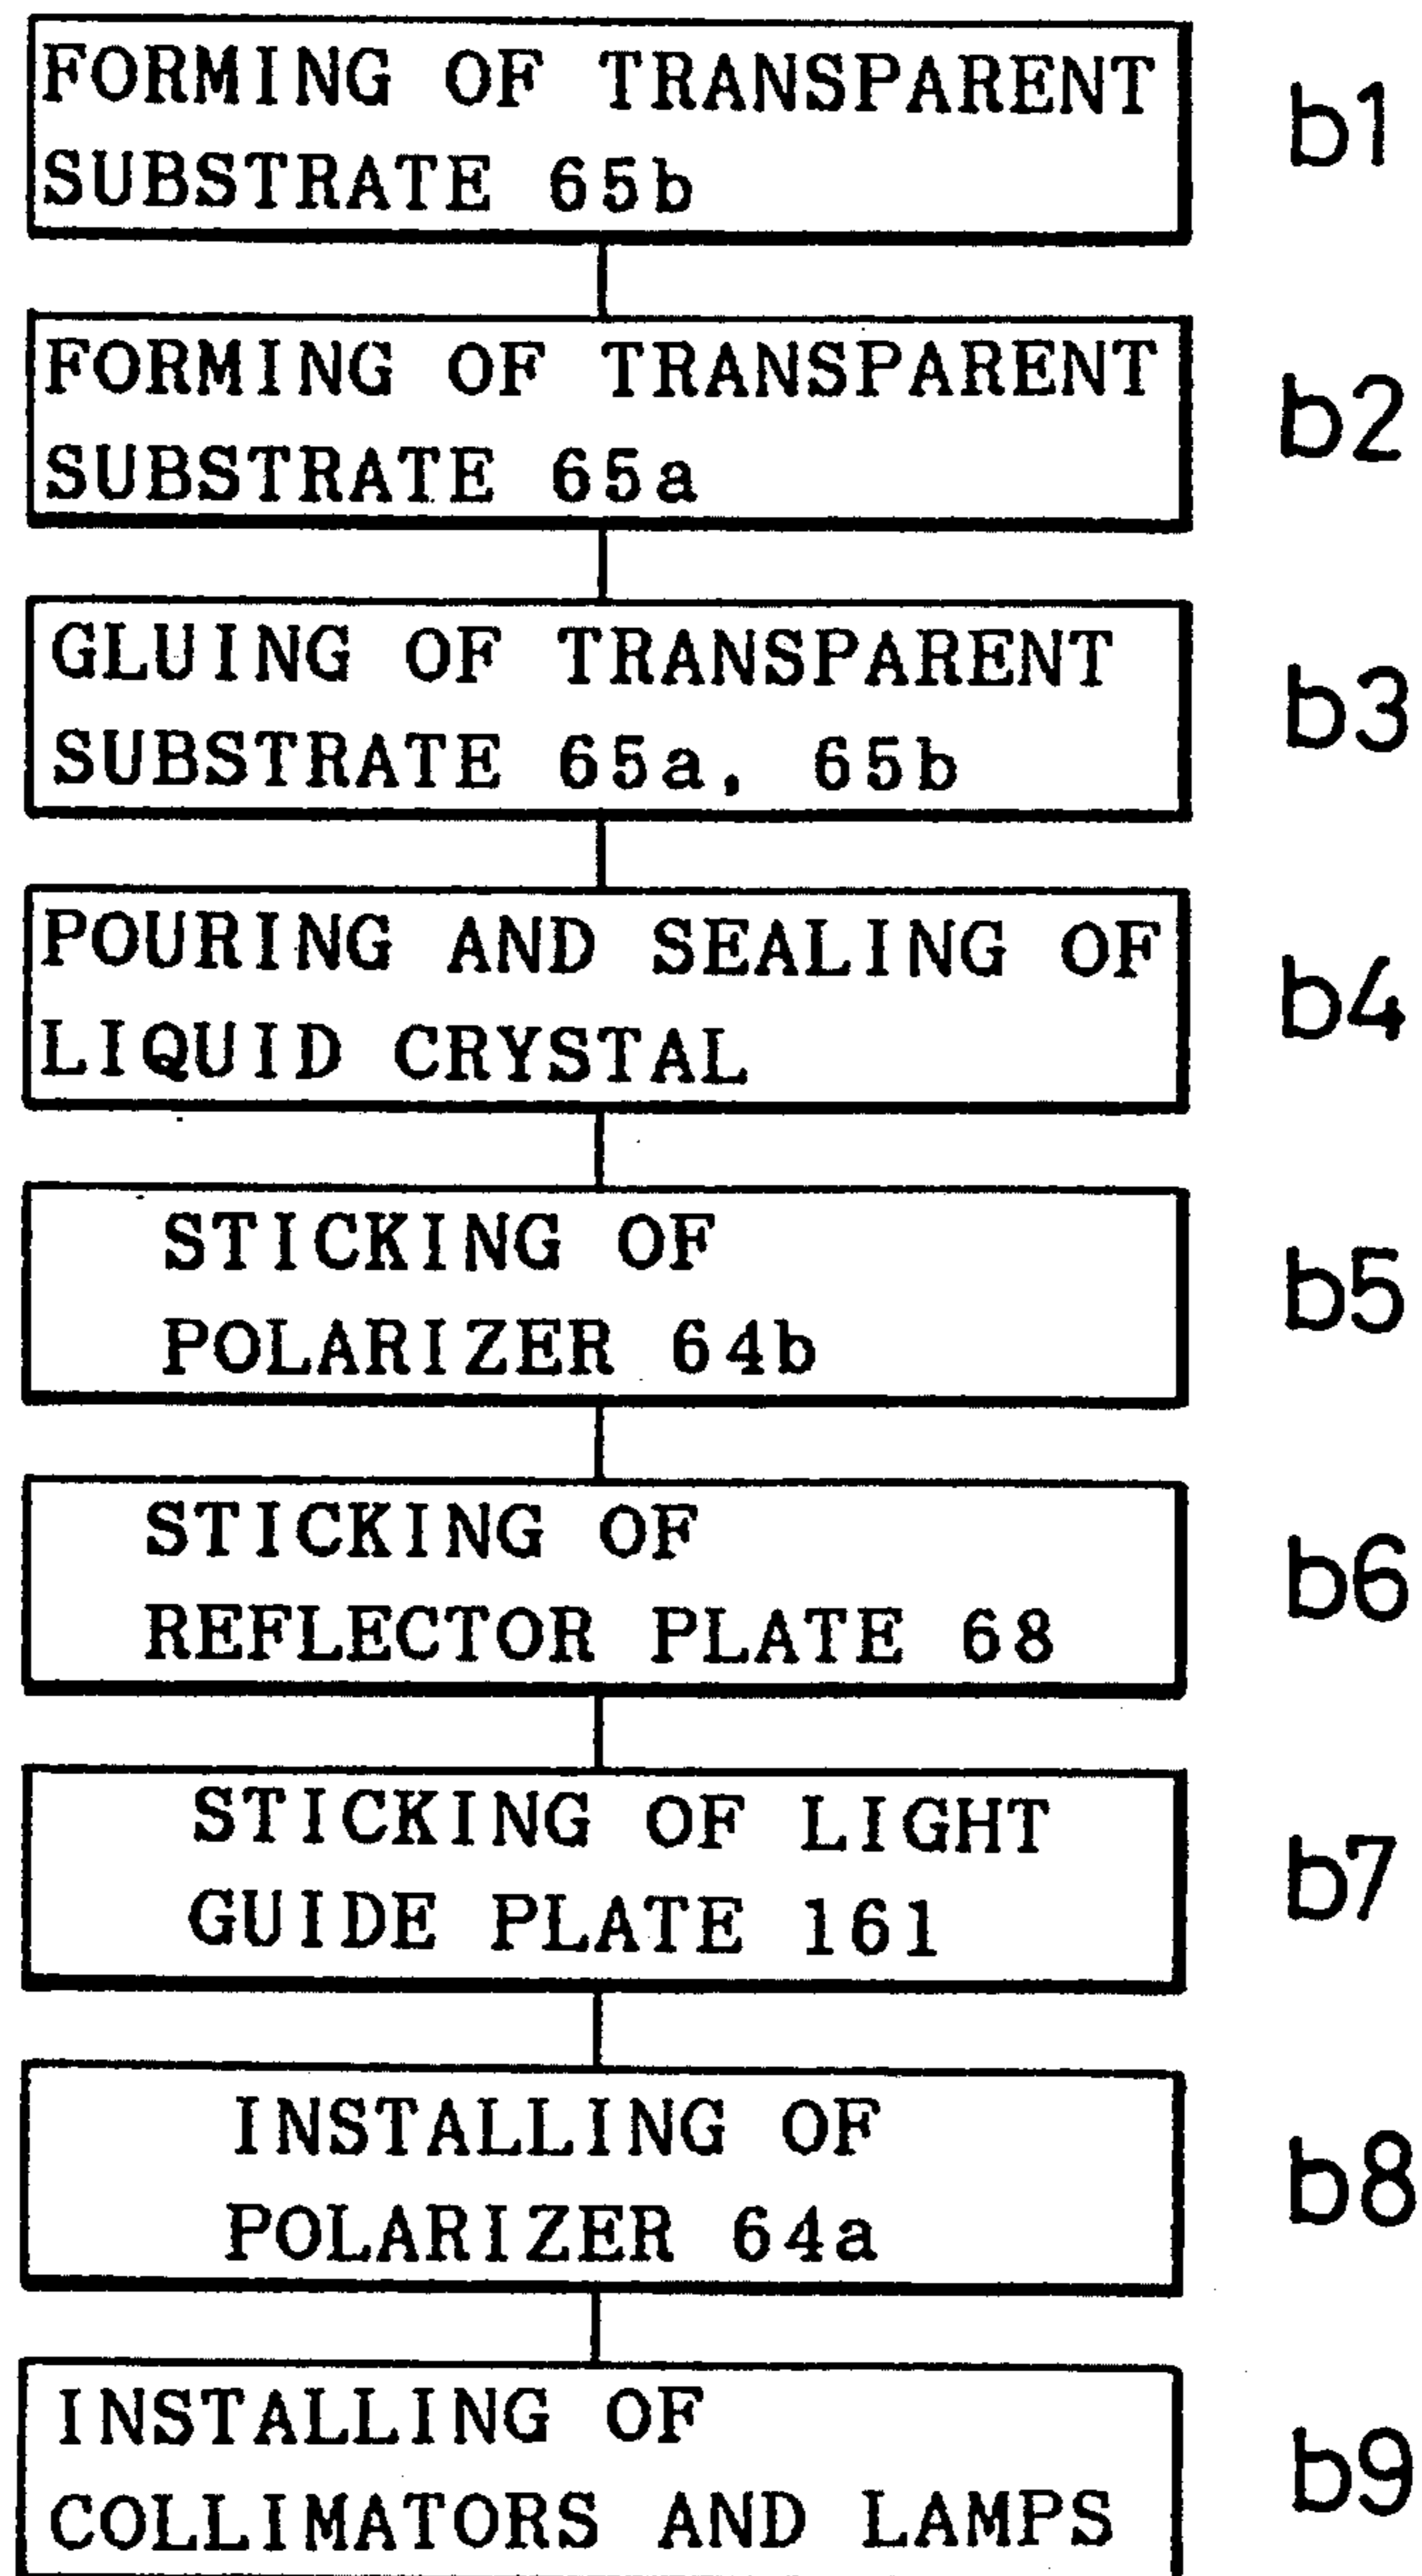 FORMING OF TRANSPARENT
SUBSTRATE 65b
b1
FORMING OF TRANSPARENT
SUBSTRATE 65a
b2
GLUING OF TRANSPARENT
SUBSTRATE 65a, 65b
b3
POURING AND SEALING OF
LIQUID CRYSTAL
b4
STICKING OF
POLARIZER 64b
b5
STICKING OF
REFLECTOR PLATE 68
b6
STICKING OF LIGHT
GUIDE PLATE 161
b7
INSTALLING OF
POLARIZER 64a
b8
INSTALLING OF
COLLIMATORS AND LAMPS
b9